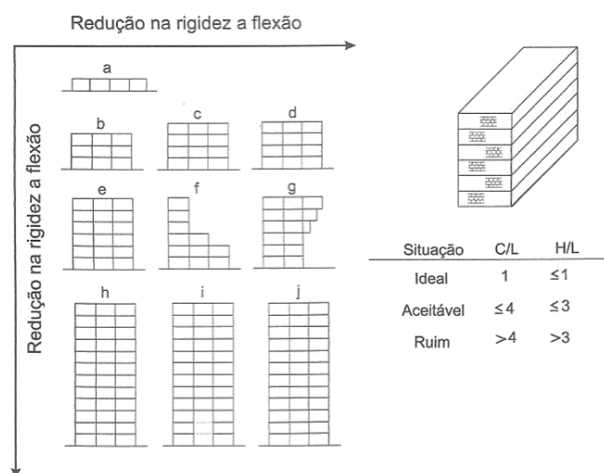 Redução na rigidez a flexão
Redução na rigidez a flexão
a
b c d
e f g
h i j
Situação C/L H/L
Ideal 1 ≤1
Aceitável ≤4 ≤3
Ruim >4 >3